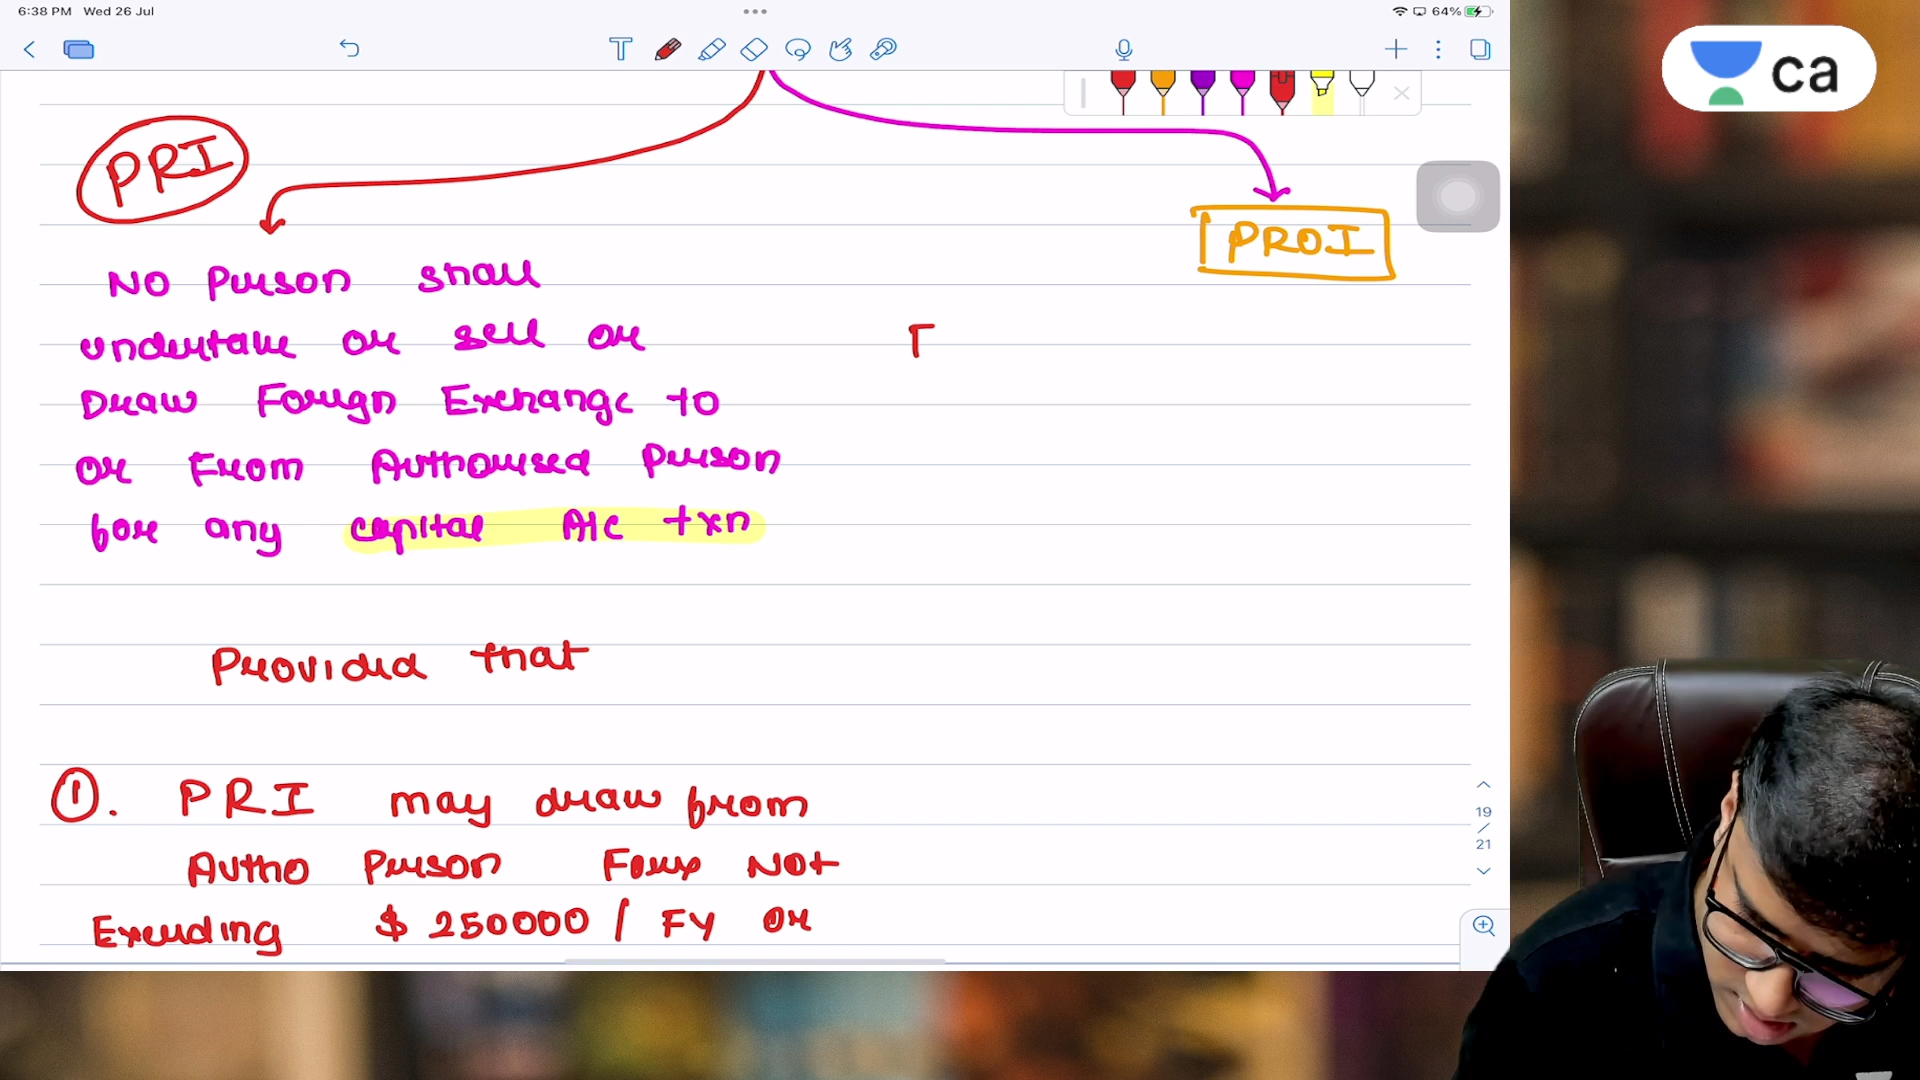 6:38 PM Wed 26 Jul
64%
ca
T
PRI
PROI
No Person shall
undertake or sell or
Draw Foreign Exchange to
or From Authorised person
for any capital A/c txn
Provided that
①. PRI may draw from
Autho Person Forex Not
Exceeding $ 250000 / FY or
19
/
21